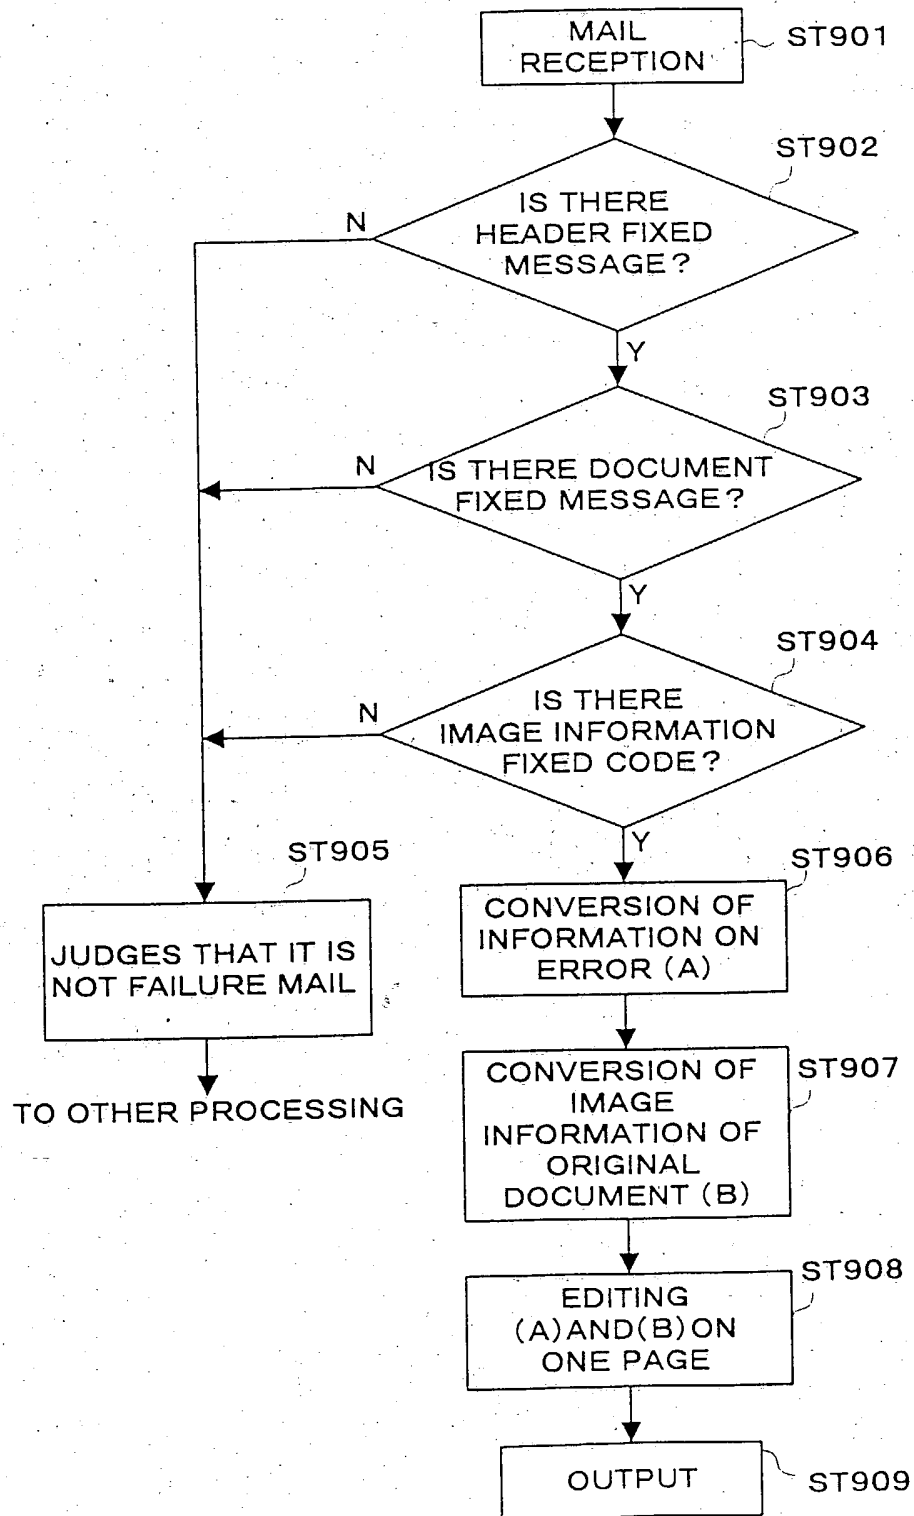 MAIL
RECEPTION
ST901
ST902
IS THERE
HEADER FIXED
MESSAGE?
N
Y
ST903
IS THERE DOCUMENT
FIXED MESSAGE?
N
Y
ST904
IS THERE
IMAGE INFORMATION
FIXED CODE?
N
Y
ST905
JUDGES THAT IT IS
NOT FAILURE MAIL
TO OTHER PROCESSING
ST906
CONVERSION OF
INFORMATION ON
ERROR (A)
ST907
CONVERSION OF
IMAGE
INFORMATION OF
ORIGINAL
DOCUMENT (B)
ST908
EDITING
(A)AND(B)ON
ONE PAGE
OUTPUT
ST909